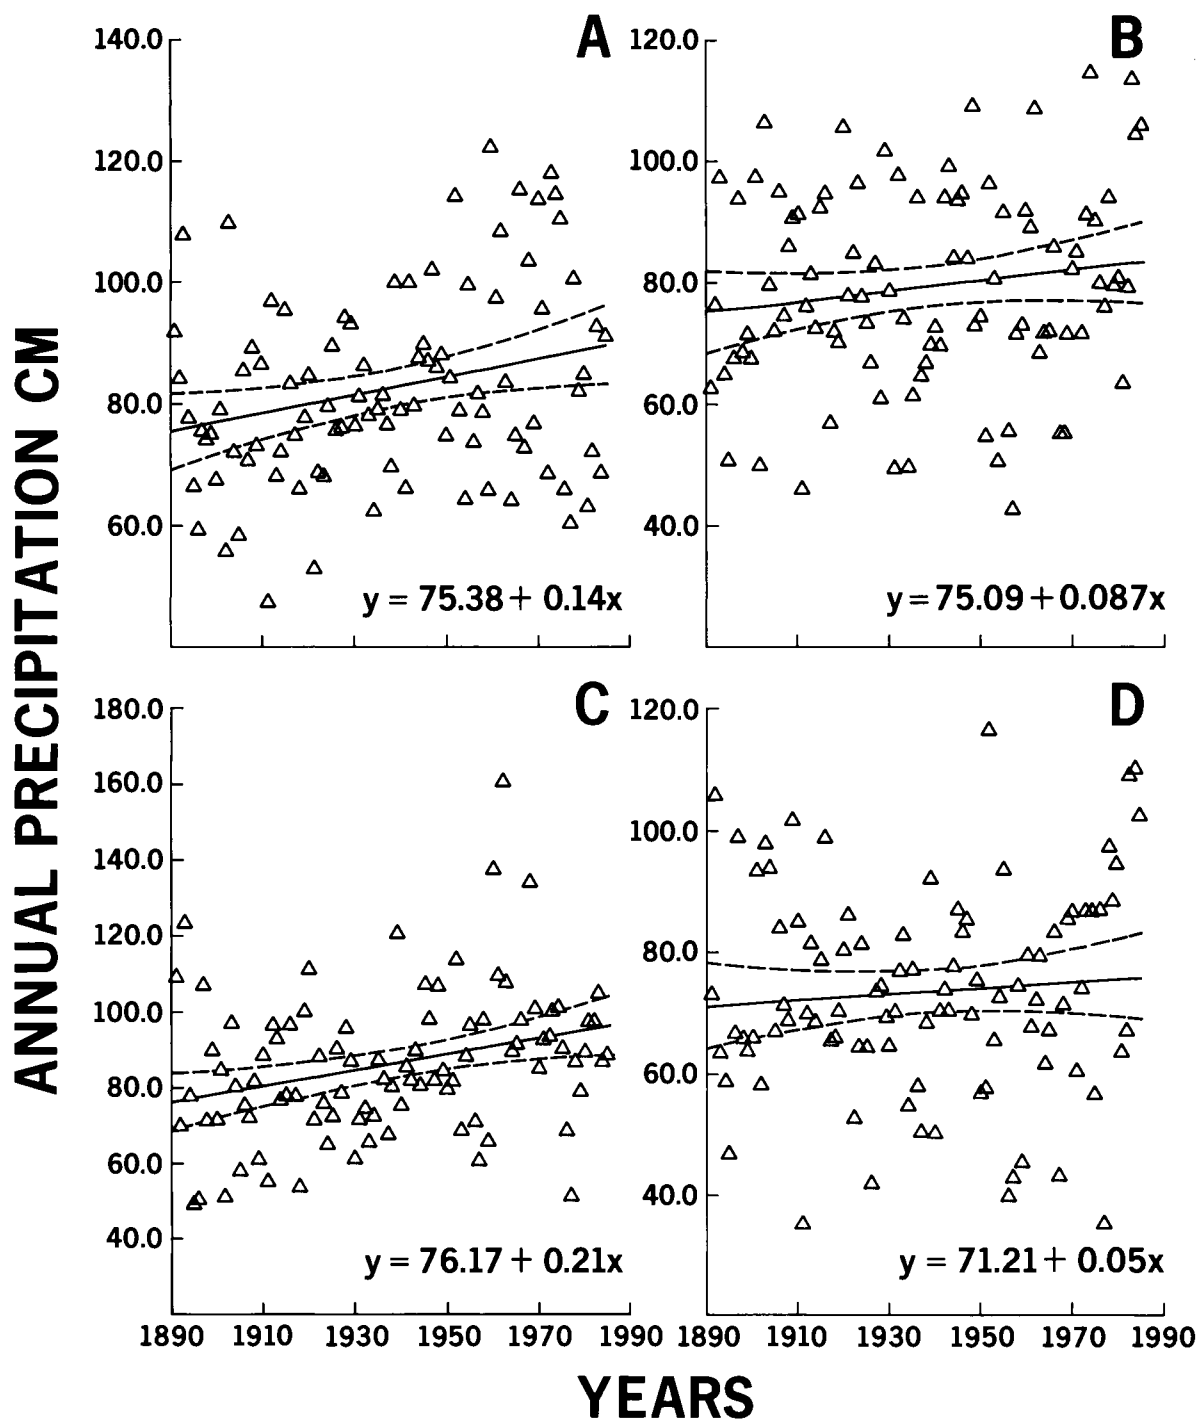 ANNUAL PRECIPITATION CM
A
140.0
120.0
100.0
80.0
60.0
y = 75.38 + 0.14x
B
120.0
100.0
80.0
60.0
40.0
y = 75.09 + 0.087x
C
180.0
160.0
140.0
120.0
100.0
80.0
60.0
40.0
y = 76.17 + 0.21x
1890 1910 1930 1950 1970 1990
D
120.0
100.0
80.0
60.0
40.0
y = 71.21 + 0.05x
1890 1910 1930 1950 1970 1990
YEARS